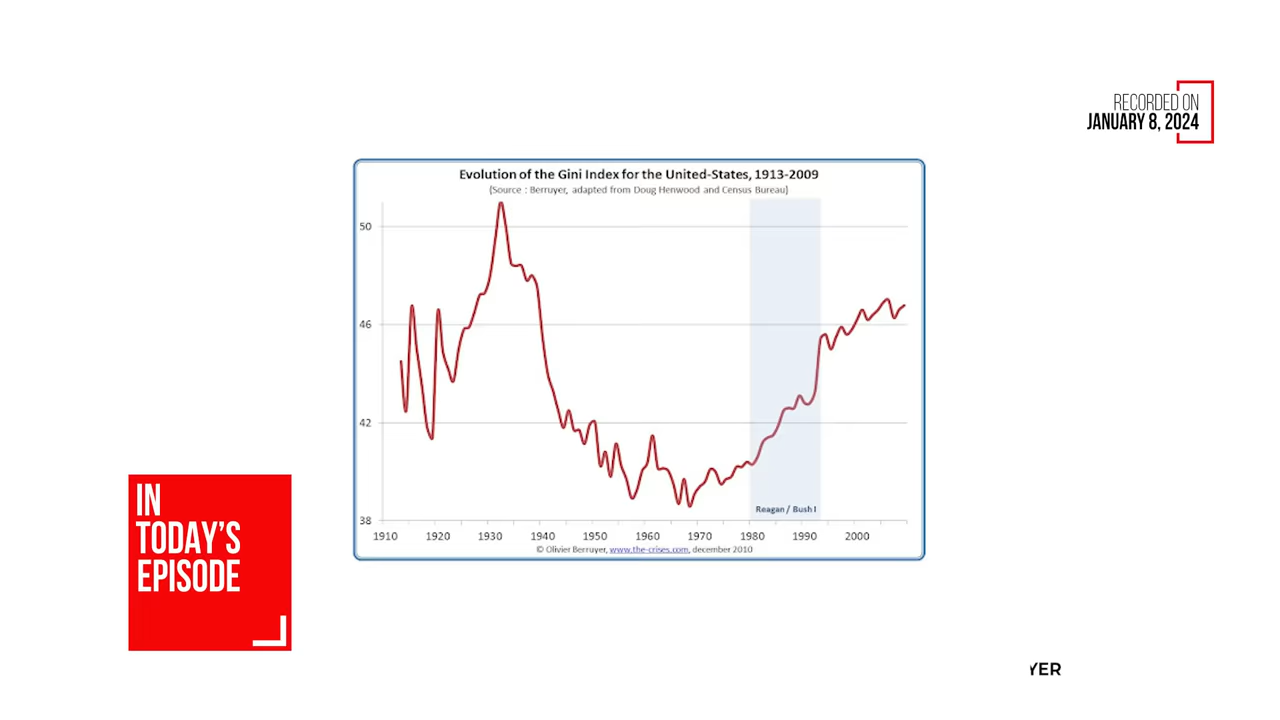 RECORDED ON
JANUARY 8, 2024
Evolution of the Gini Index for the United-States, 1913-2009
(Source : Berruyer, adapted from Doug Henwood and Census Bureau)
50
46
42
38
Reagan / Bush I
1910 1920 1930 1940 1950 1960 1970 1980 1990 2000
© Olivier Berruyer, www.the-crises.com, december 2010
IN
TODAY'S
EPISODE
YER